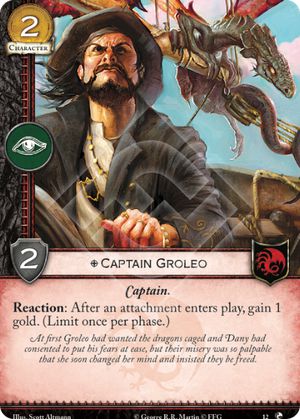 2
CHARACTER
2
CAPTAIN GROLEO
Captain.
Reaction: After an attachment enters play, gain 1
gold. (Limit once per phase.)
At first Groleo had wanted the dragons caged and Dany had
consented to put his fears at ease, but their misery was so palpable
that she soon changed her mind and insisted they be freed.
Illus. Scott Altmann
© George R.R. Martin © FFG
12